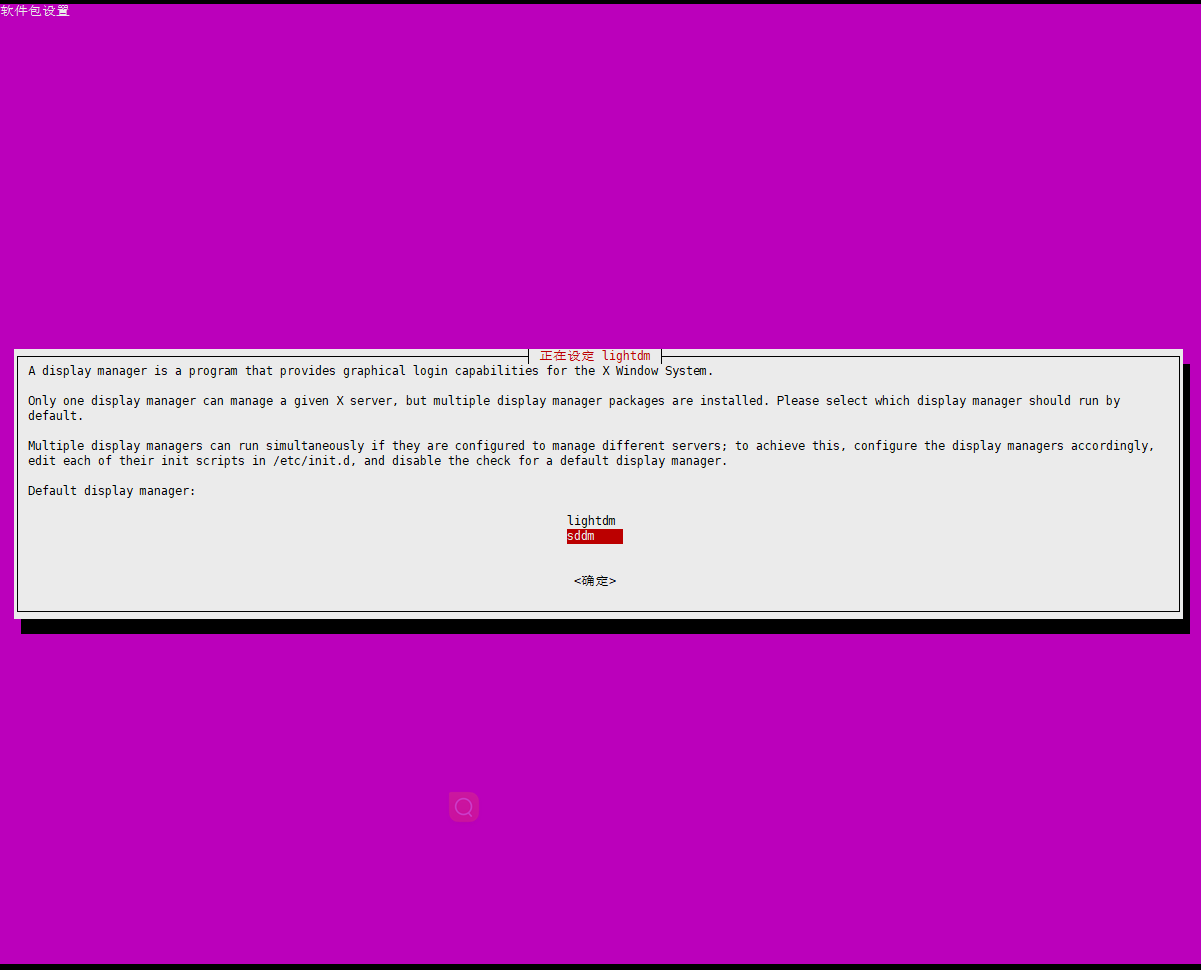 软件包设置
正在设定 lightdm
A display manager is a program that provides graphical login capabilities for the X Window System.
Only one display manager can manage a given X server, but multiple display manager packages are installed. Please select which display manager should run by
default.
Multiple display managers can run simultaneously if they are configured to manage different servers; to achieve this, configure the display managers accordingly,
edit each of their init scripts in /etc/init.d, and disable the check for a default display manager.
Default display manager:
lightdm
sddm
<确定>